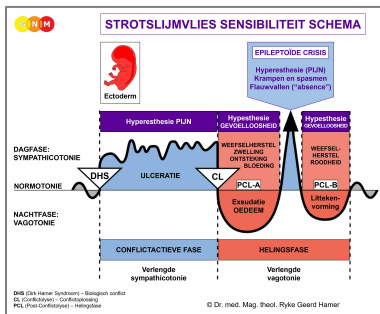 GNM
STROTSLIJMVLIES SENSIBILITEIT SCHEMA
EPILEPTOÏDE CRISIS
Hyperesthesie (PIJN)
Krampen en spasmen
Flauwvallen ("absence")
Ectoderm
Hyperesthesie PIJN
Hypesthesie
GEVOELLOOSHEID
Hypesthesie
GEVOELLOOSHEID
DAGFASE:
SYMPATHICOTONIE
WEEFSELHERSTEL
ZWELLING
ONTSTEKING
BLOEDING
WEEFSEL-
HERSTEL
ROODHEID
DHS
ULCERATIE
CL
PCL-A
PCL-B
NORMOTONIE
NACHTFASE:
VAGOTONIE
Exsudatie
OEDEEM
Litteken-
vorming
CONFLICTACTIEVE FASE
HELINGSFASE
Verlengde
sympathicotonie
Verlengde
vagotonie
DHS (Dirk Hamer Syndroom) – Biologisch conflict
CL (Conflictolyse) – Conflictoplossing
PCL (Post-Conflictolyse) – Helingsfase
© Dr. med. Mag. theol. Ryke Geerd Hamer